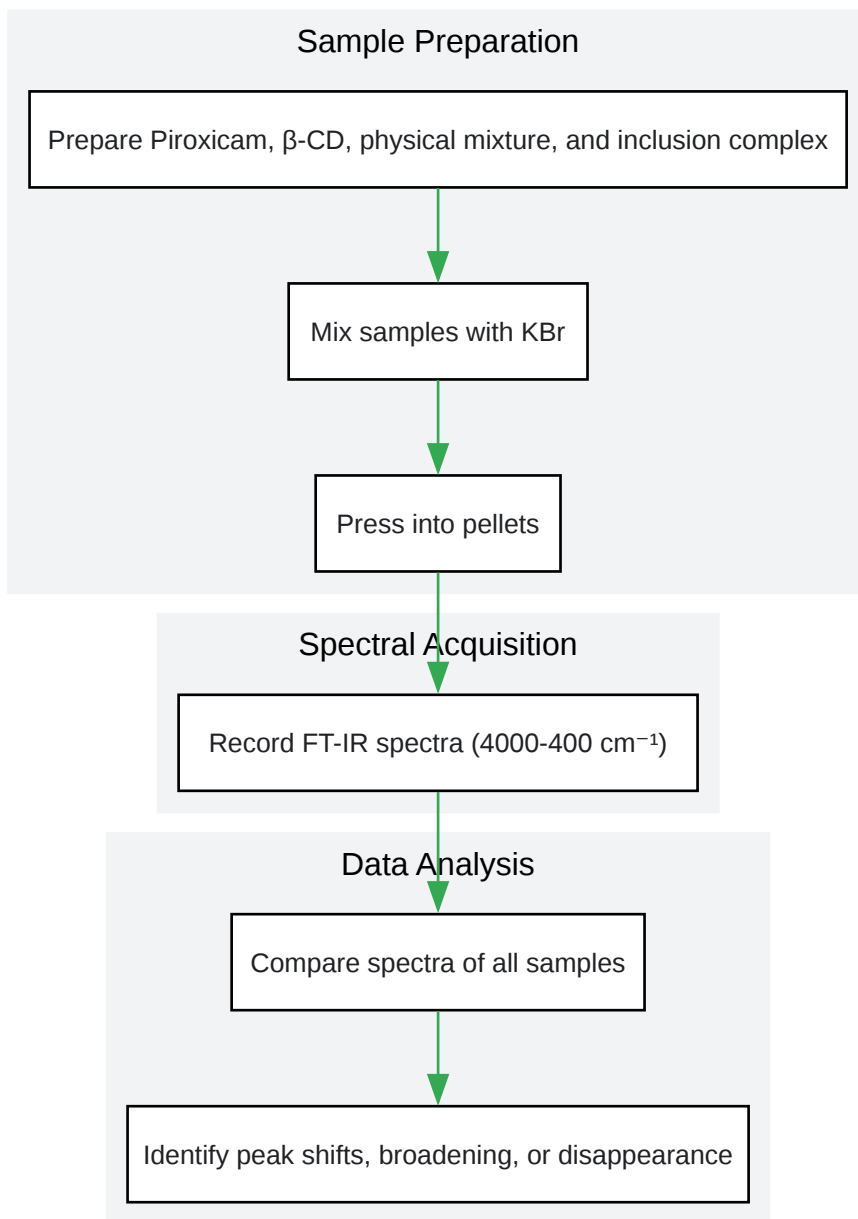 Sample Preparation
Prepare Piroxicam, β-CD, physical mixture, and inclusion complex
Mix samples with KBr
Press into pellets
Spectral Acquisition
Record FT-IR spectra (4000-400 cm⁻¹)
Data Analysis
Compare spectra of all samples
Identify peak shifts, broadening, or disappearance